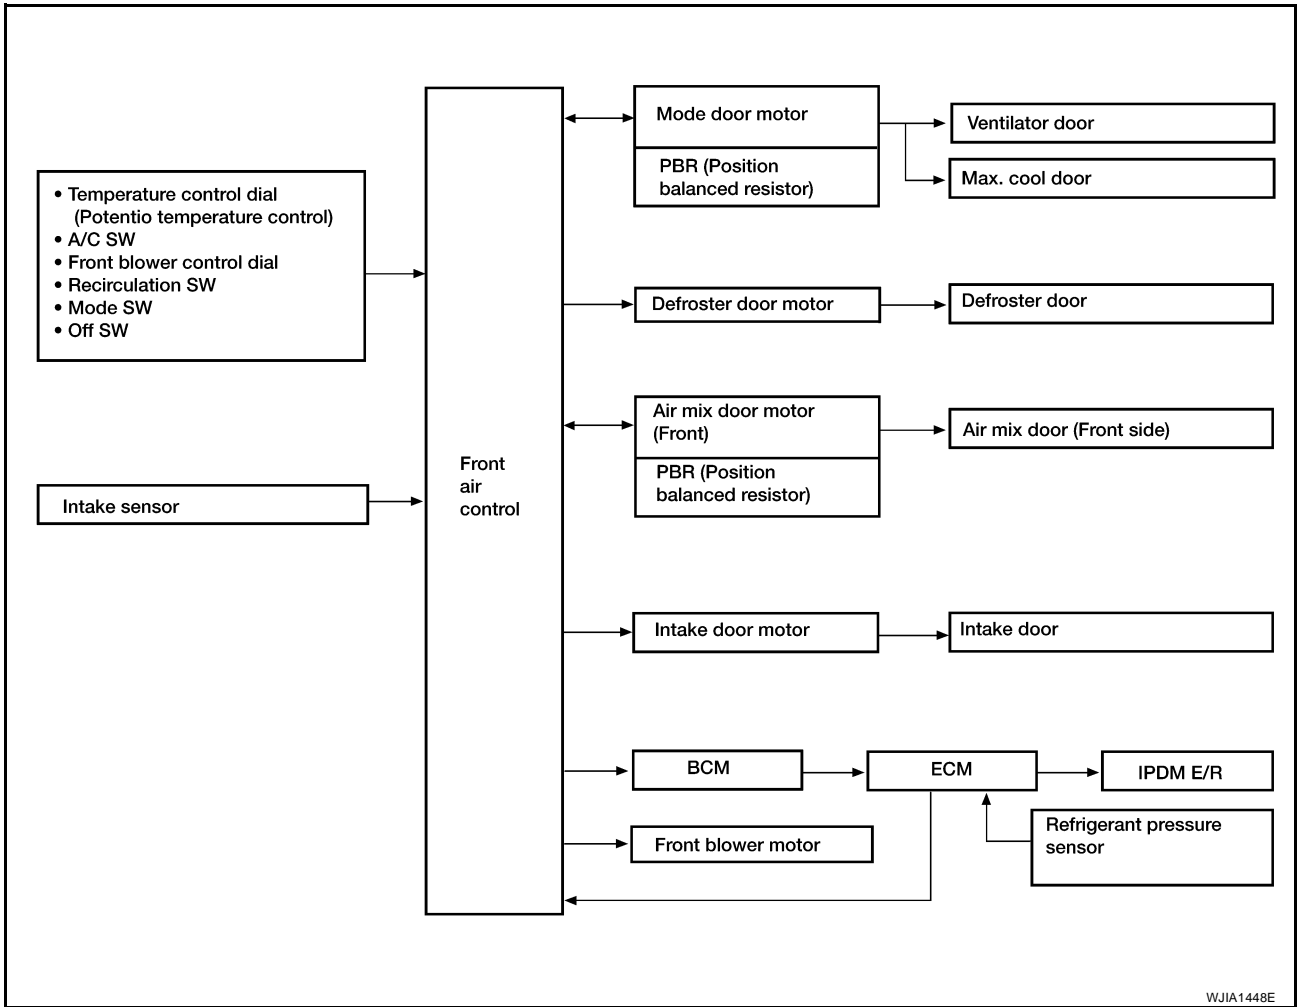 • Temperature control dial
(Potentio temperature control)
• A/C SW
• Front blower control dial
• Recirculation SW
• Mode SW
• Off SW
Intake sensor
Front
air
control
Mode door motor
PBR (Position
balanced resistor)
Ventilator door
Max. cool door
Defroster door motor
Defroster door
Air mix door motor
(Front)
PBR (Position
balanced resistor)
Air mix door (Front side)
Intake door motor
Intake door
BCM
ECM
IPDM E/R
Refrigerant pressure
sensor
Front blower motor
WJIA1448E